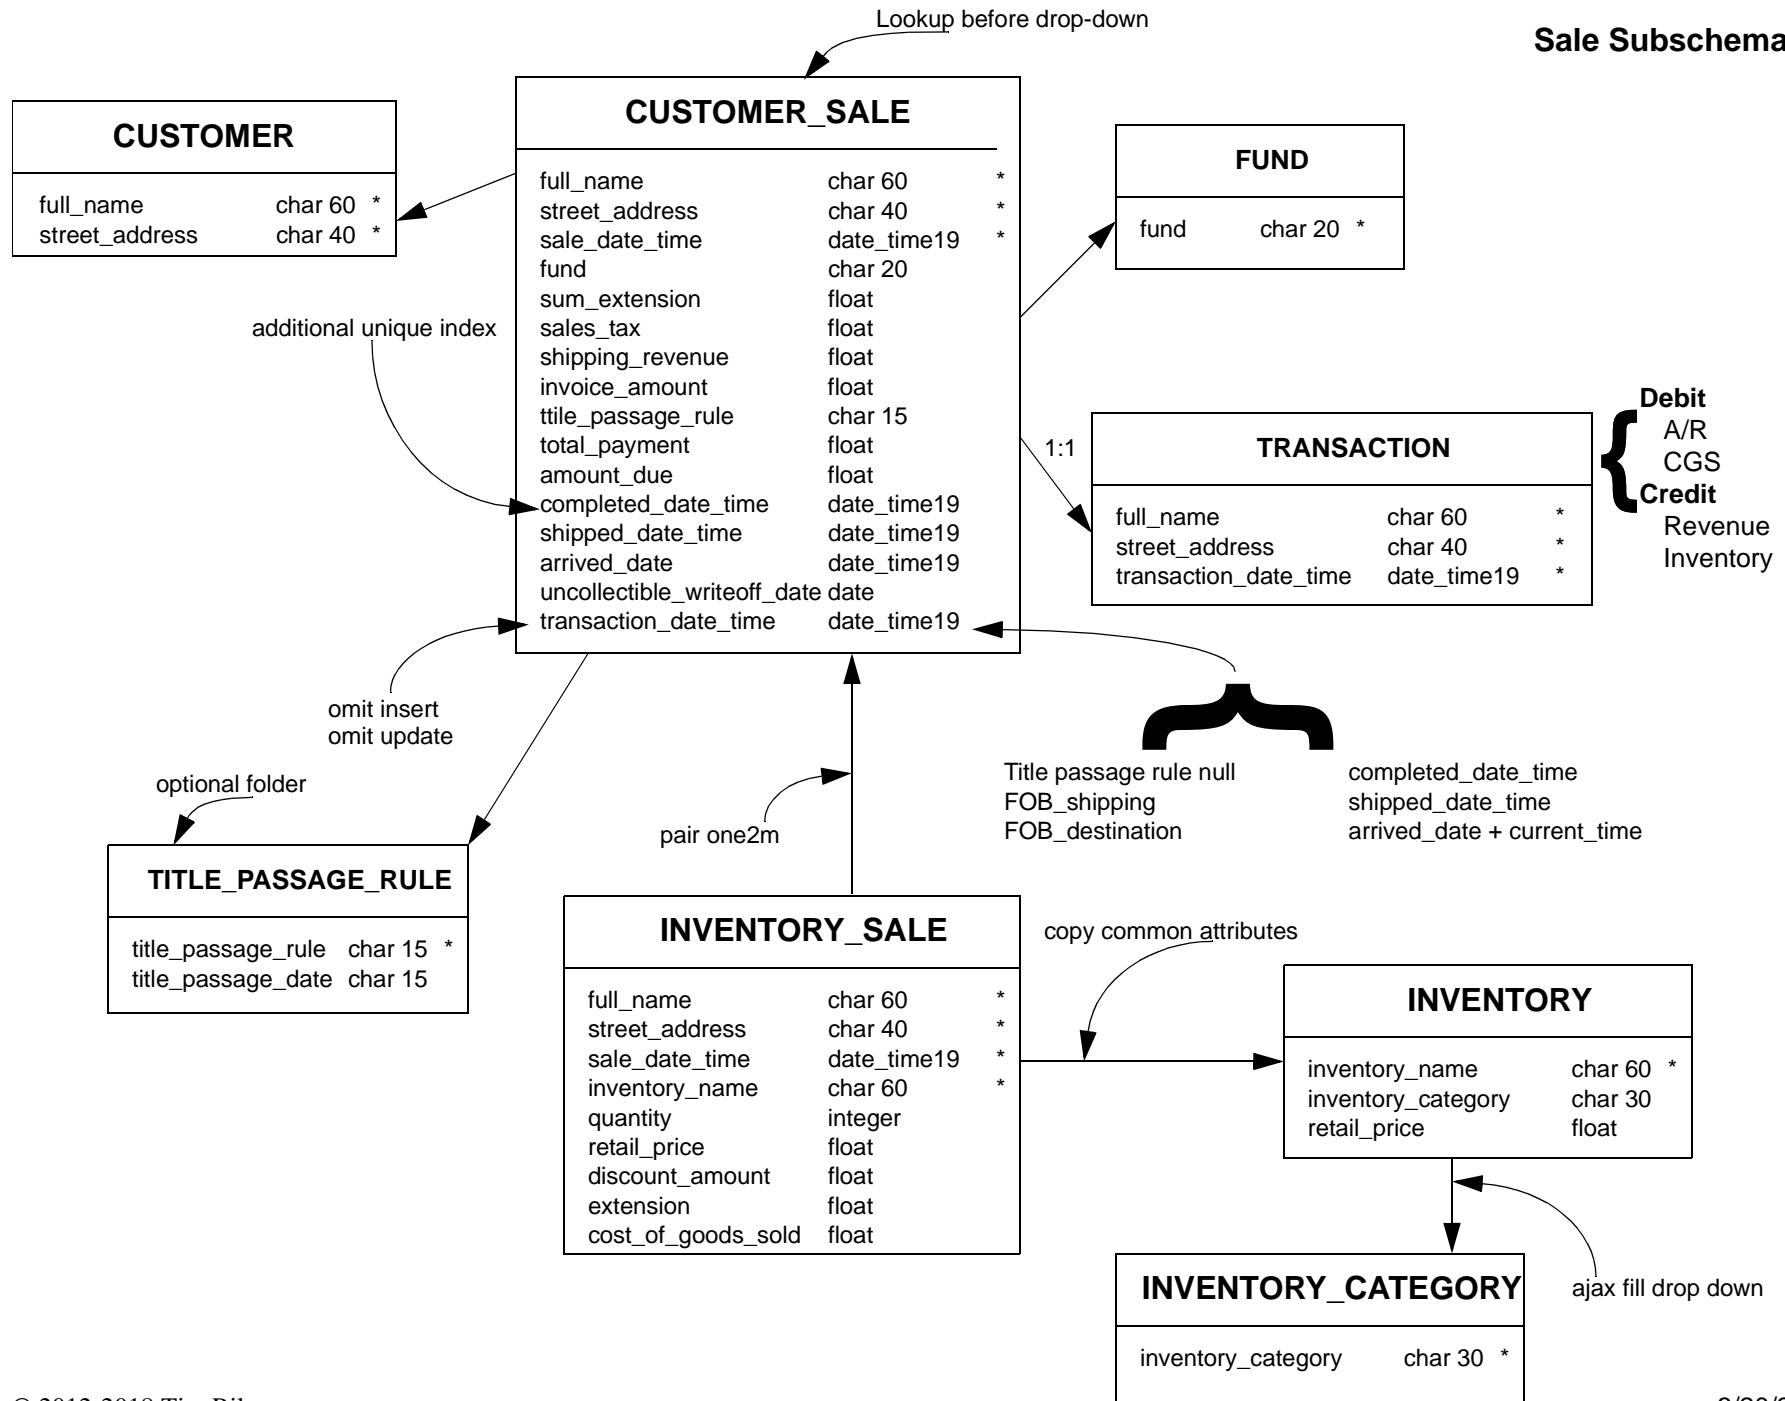 Lookup before drop-down
Sale Subschema
CUSTOMER
full_name char 60 *
street_address char 40 *
CUSTOMER_SALE
full_name char 60 *
street_address char 40 *
sale_date_time date_time19 *
fund char 20
sum_extension float
sales_tax float
shipping_revenue float
invoice_amount float
ttile_passage_rule char 15
total_payment float
amount_due float
completed_date_time date_time19
shipped_date_time date_time19
arrived_date date_time19
uncollectible_writeoff_date date
transaction_date_time date_time19
FUND
fund char 20 *
additional unique index
1:1
TRANSACTION
full_name char 60 *
street_address char 40 *
transaction_date_time date_time19 *
Debit
A/R
CGS
Credit
Revenue
Inventory
omit insert
omit update
optional folder
pair one2m
Title passage rule null completed_date_time
FOB_shipping shipped_date_time
FOB_destination arrived_date + current_time
TITLE_PASSAGE_RULE
title_passage_rule char 15 *
title_passage_date char 15
INVENTORY_SALE
full_name char 60 *
street_address char 40 *
sale_date_time date_time19 *
inventory_name char 60 *
quantity integer
retail_price float
discount_amount float
extension float
cost_of_goods_sold float
copy common attributes
INVENTORY
inventory_name char 60 *
inventory_category char 30
retail_price float
ajax fill drop down
INVENTORY_CATEGORY
inventory_category char 30 *